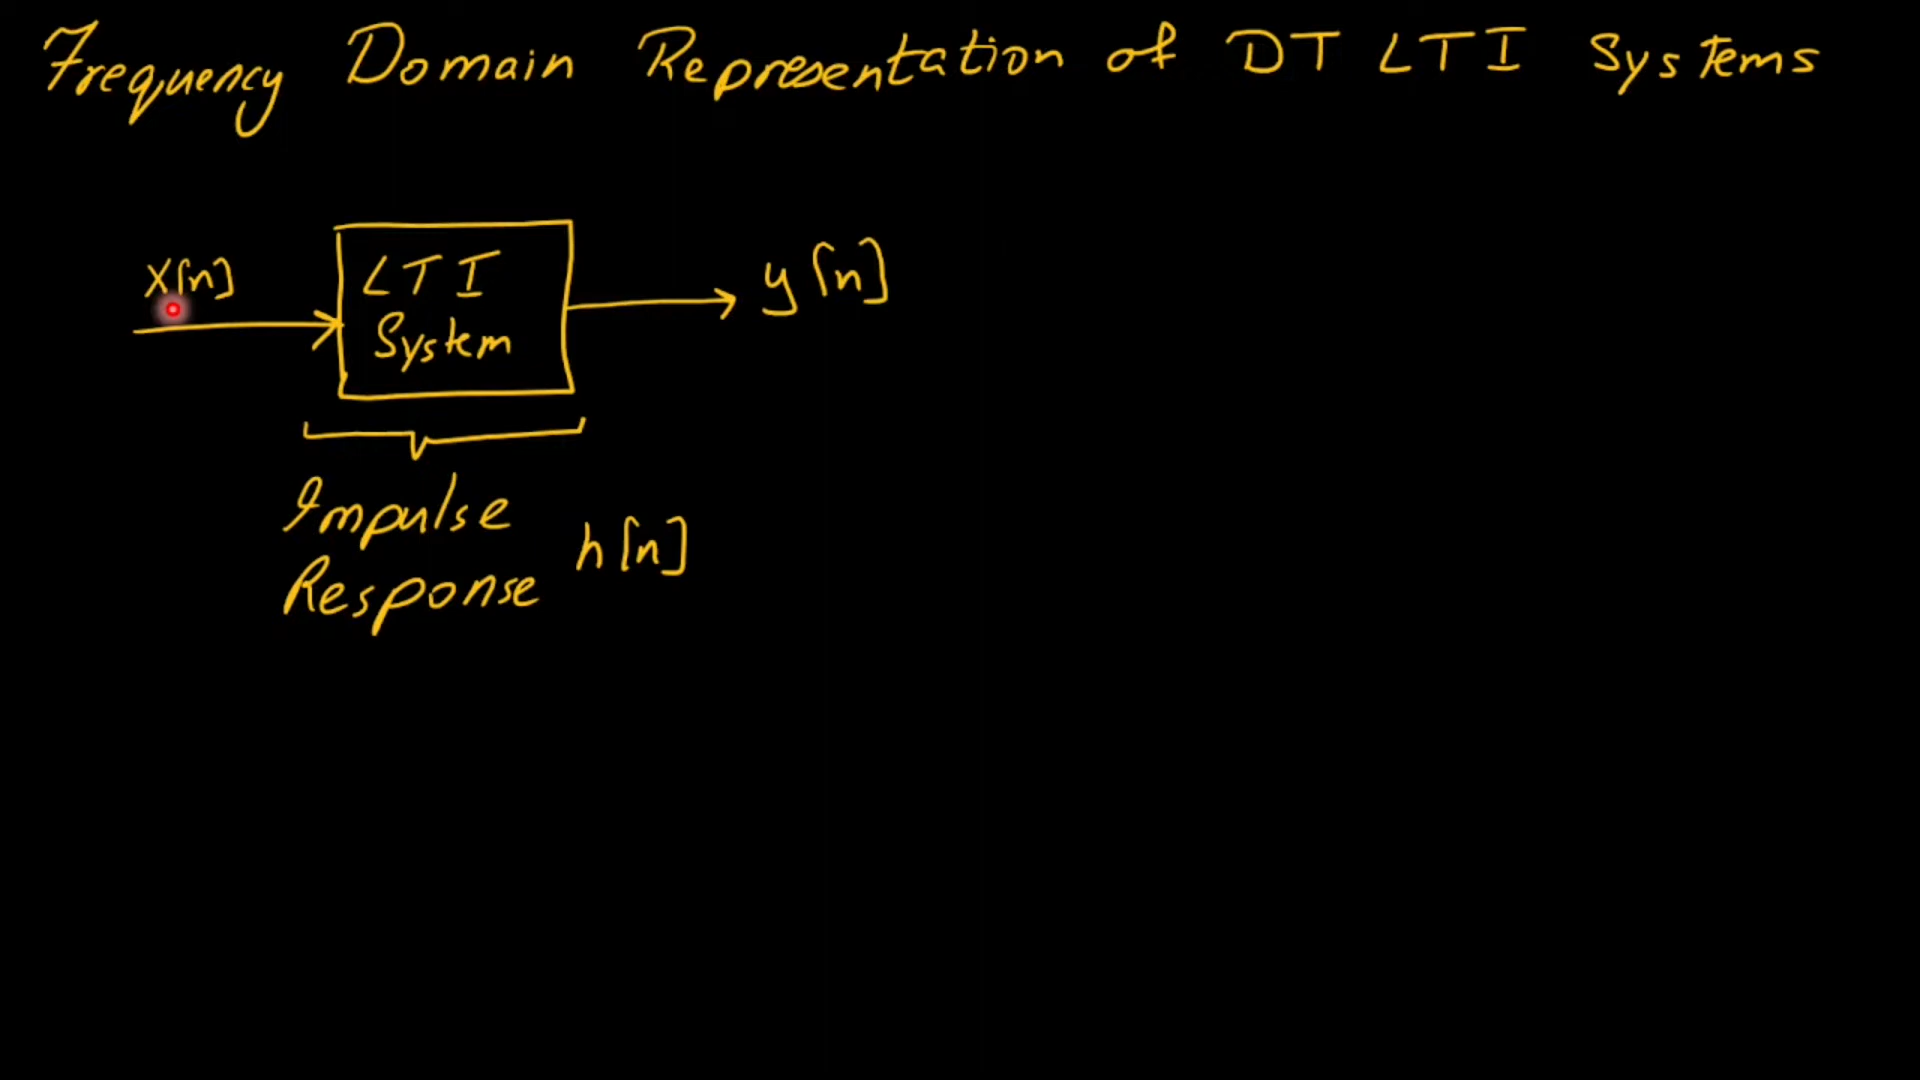 Frequency Domain Representation of DT LTI Systems
x[n]
LTI
System
y[n]
Impulse
Response h[n]